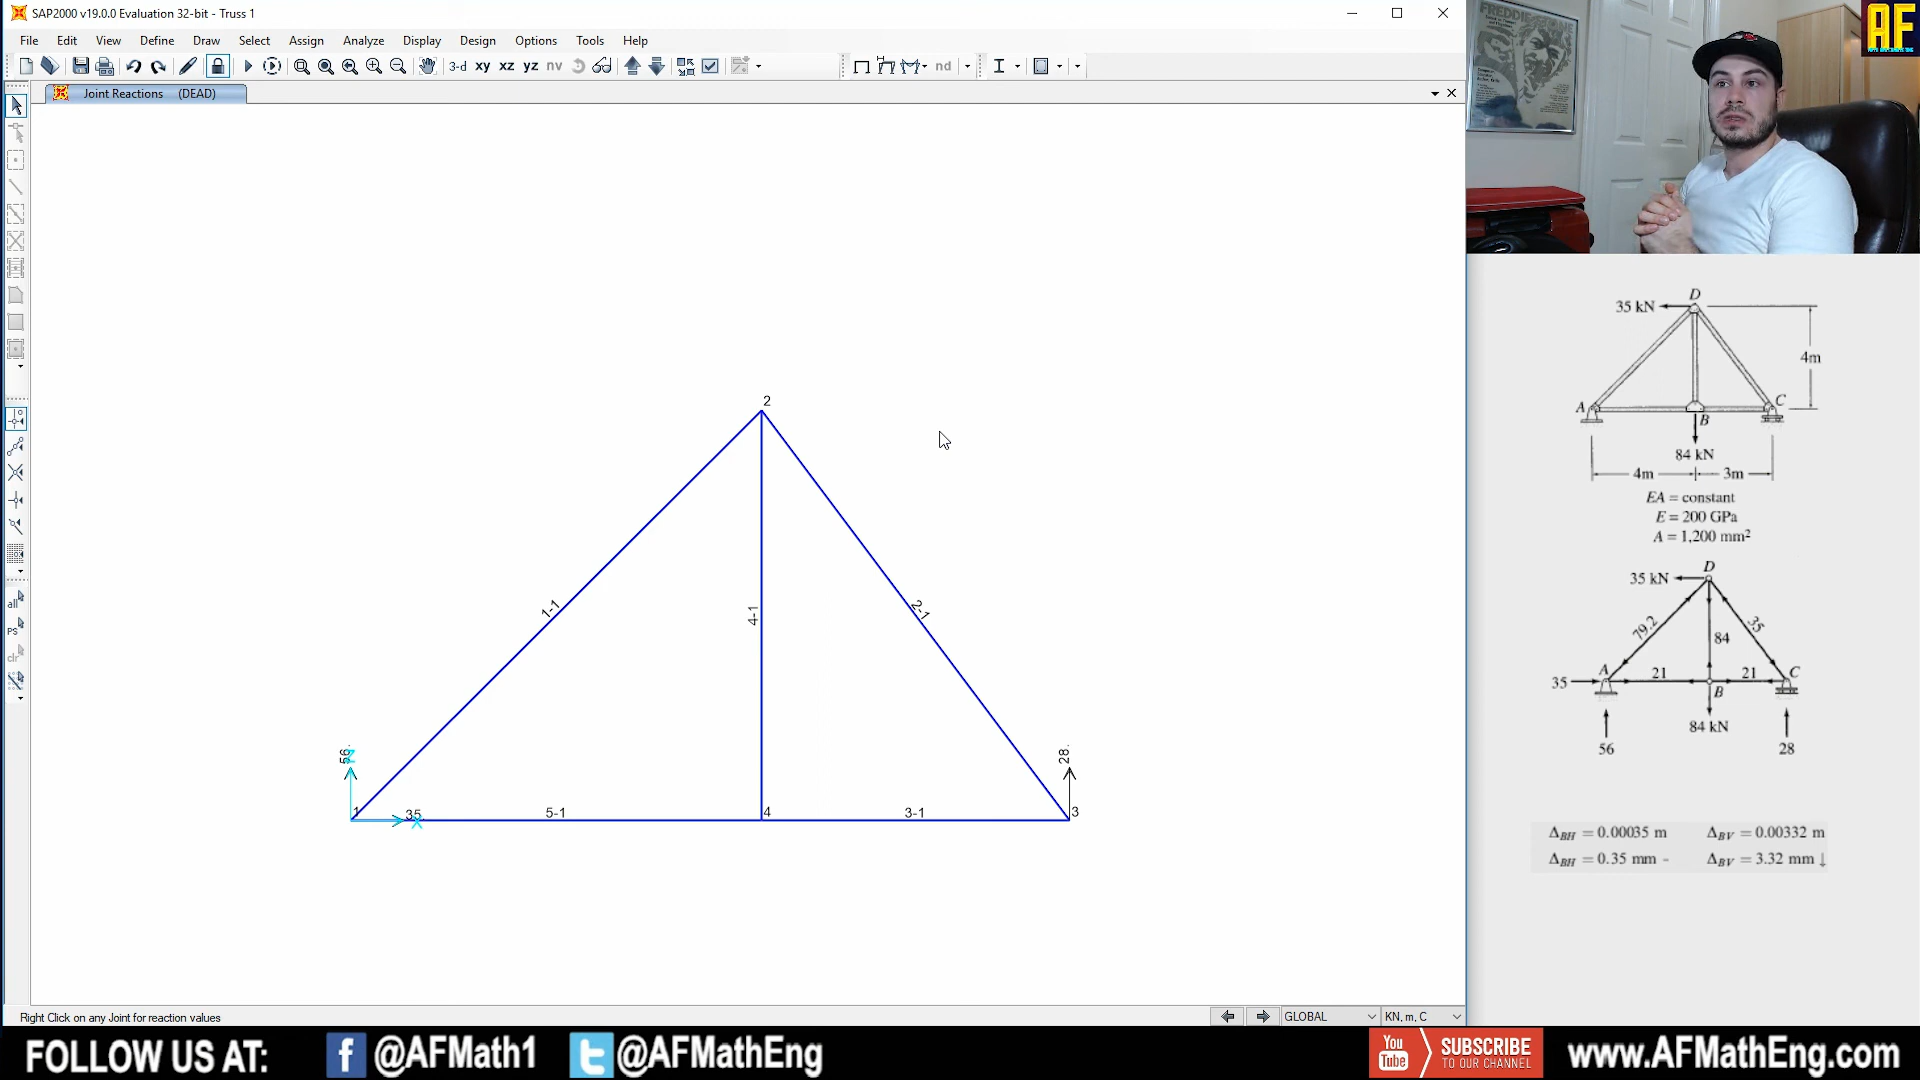 SAP2000 v19.0.0 Evaluation 32-bit - Truss 1
File Edit View Define Draw Select Assign Analyze Display Design Options Tools Help
3-d xy xz yz nv nd
Joint Reactions (DEAD)
AF
FREDDIE
35 kN D
4m
A C
B
84 kN
4m 3m
EA = constant
E = 200 GPa
A = 1,200 mm²
D
35 kN
79.2 35
84
A 21 21 C
35
B
84 kN
56 28
Δ_BH = 0.00035 m Δ_BV = 0.00332 m
Δ_BH = 0.35 mm - Δ_BV = 3.32 mm ↓
2
1-1 4-1 2-1
56. 28.
1 35. 5-1 4 3-1 3
X
all
PS
clr
Right Click on any Joint for reaction values
GLOBAL KN, m, C
FOLLOW US AT: f @AFMath1 @AFMathEng
You Tube SUBSCRIBE TO OUR CHANNEL www.AFMathEng.com